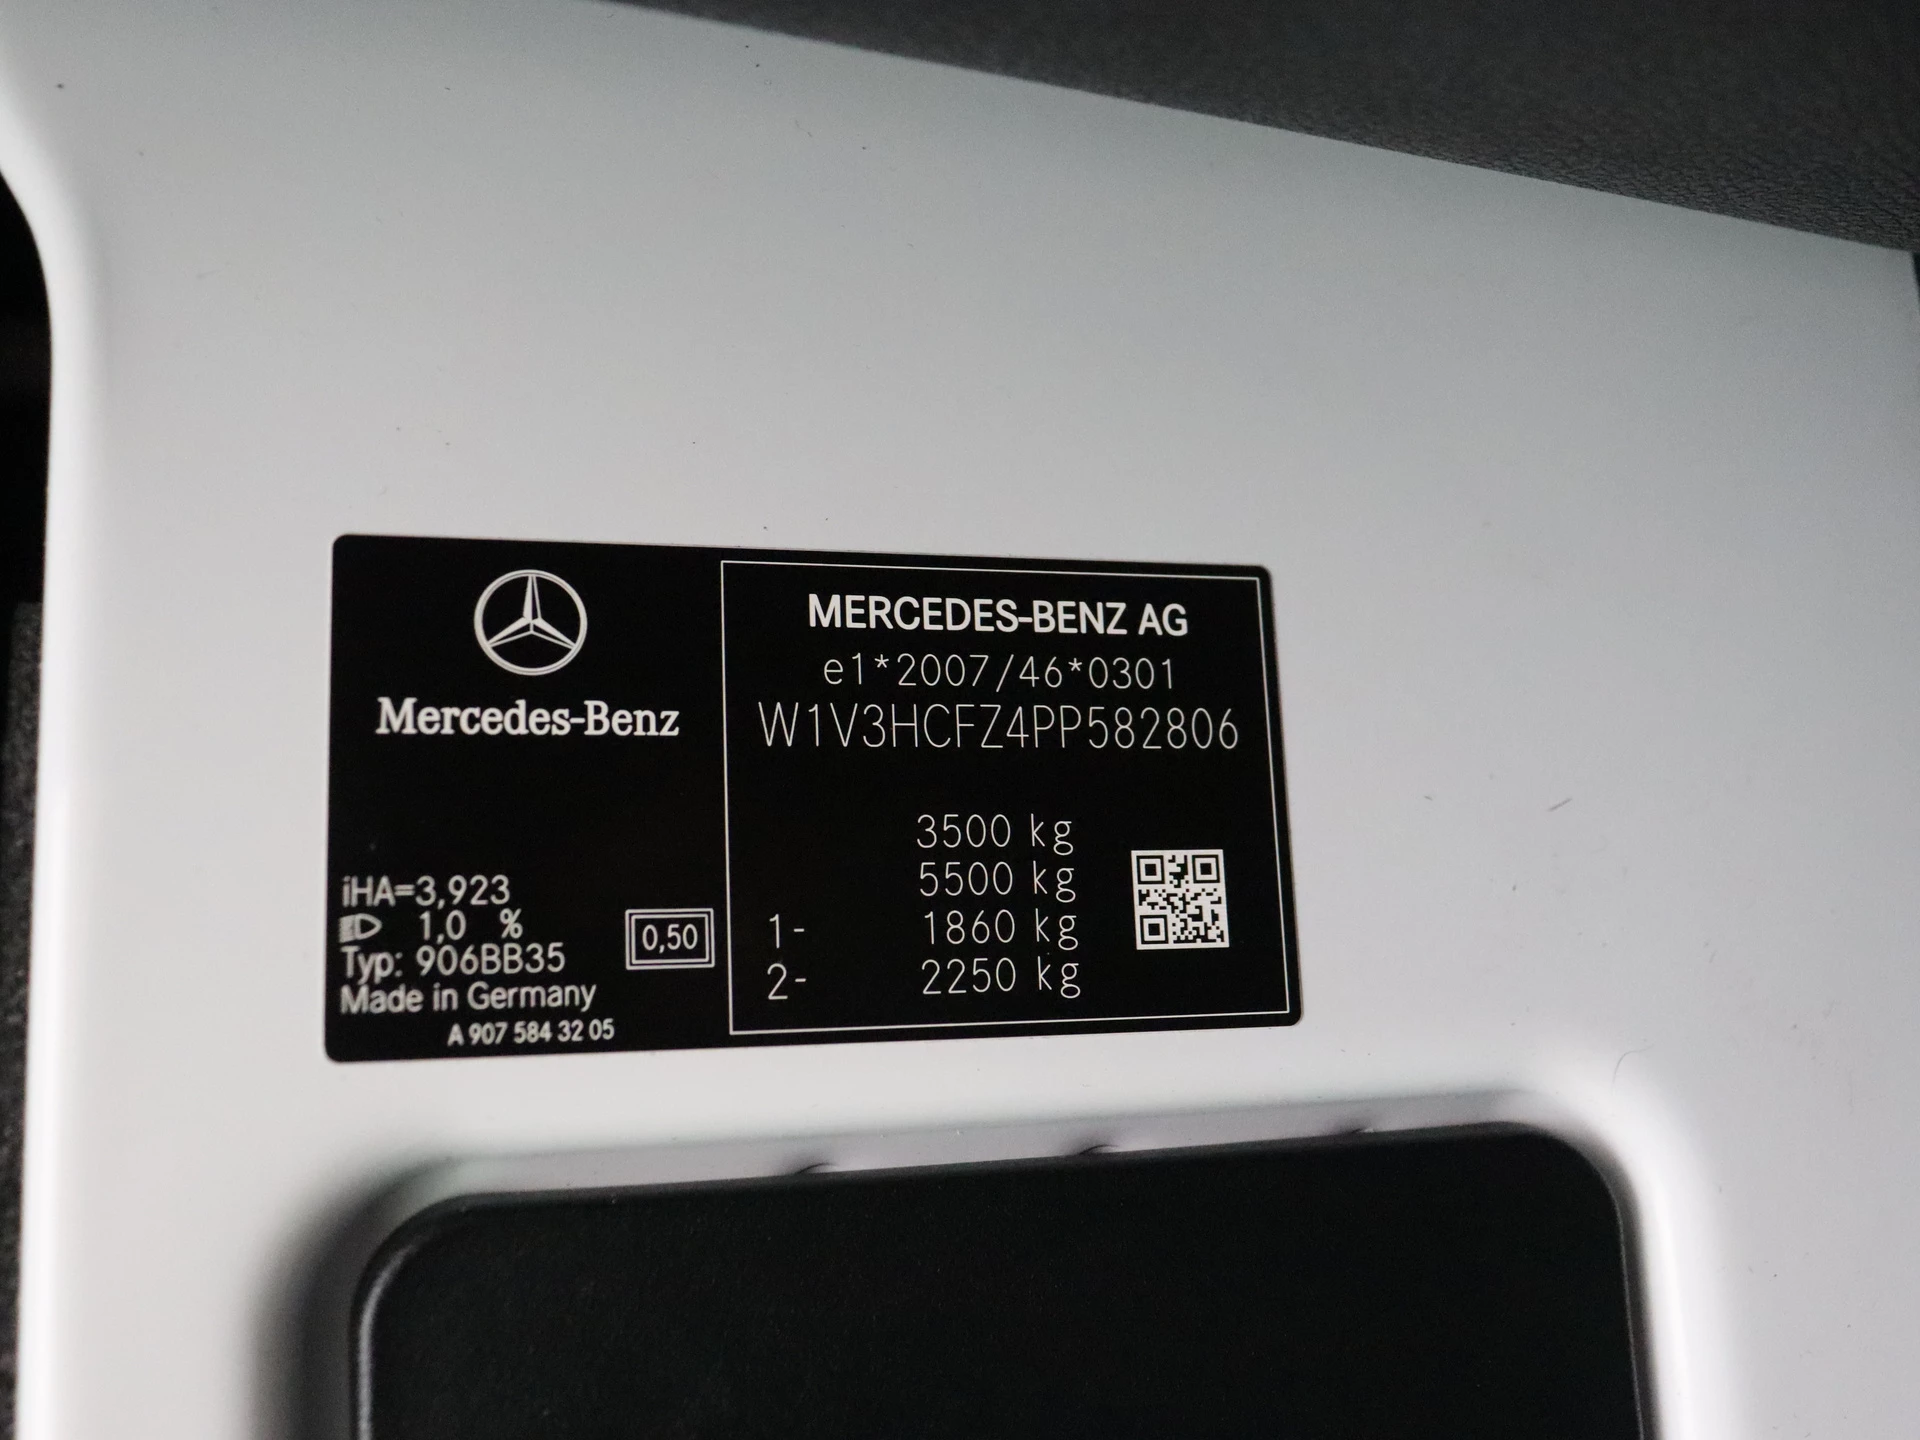 Mercedes-Benz
iHA=3,923
1,0 %
Typ: 906BB35
Made in Germany
A 907 584 32 05
0,50
MERCEDES-BENZ AG
e1*2007/46*0301
W1V3HCFZ4PP582806
3500 kg
5500 kg
1- 1860 kg
2- 2250 kg